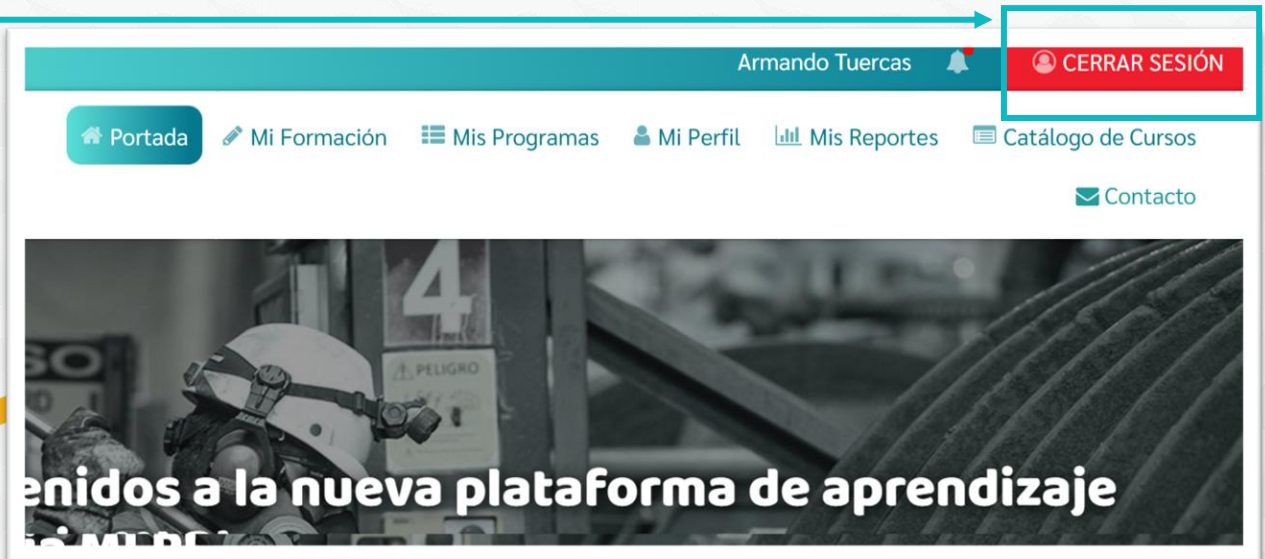 Armando Tuercas CERRAR SESIÓN
Portada Mi Formación Mis Programas Mi Perfil Mis Reportes Catálogo de Cursos
Contacto
4
PELIGRO
enidos a la nueva plataforma de aprendizaje